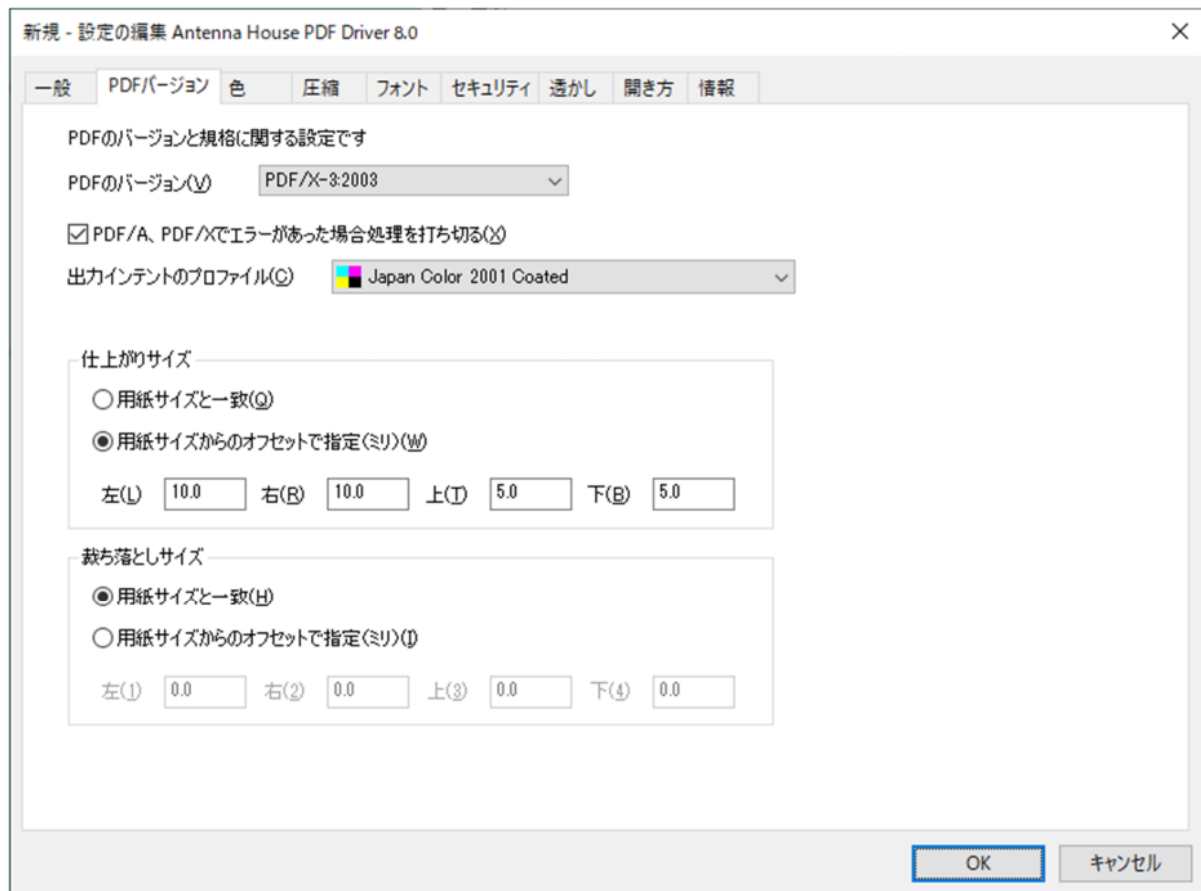 新規 - 設定の編集 Antenna House PDF Driver 8.0
一般 PDFバージョン 色 圧縮 フォント セキュリティ 透かし 開き方 情報
PDFのバージョンと規格に関する設定です
PDFのバージョン(V) PDF/X-3:2003
PDF/A、PDF/Xでエラーがあった場合処理を打ち切る(X)
出力インテントのプロファイル(C) Japan Color 2001 Coated
仕上がりサイズ
用紙サイズと一致(Q)
用紙サイズからのオフセットで指定(ミリ)(W)
左(L) 10.0 右(R) 10.0 上(T) 5.0 下(B) 5.0
裁ち落としサイズ
用紙サイズと一致(H)
用紙サイズからのオフセットで指定(ミリ)(I)
左(1) 0.0 右(2) 0.0 上(3) 0.0 下(4) 0.0
OK キャンセル